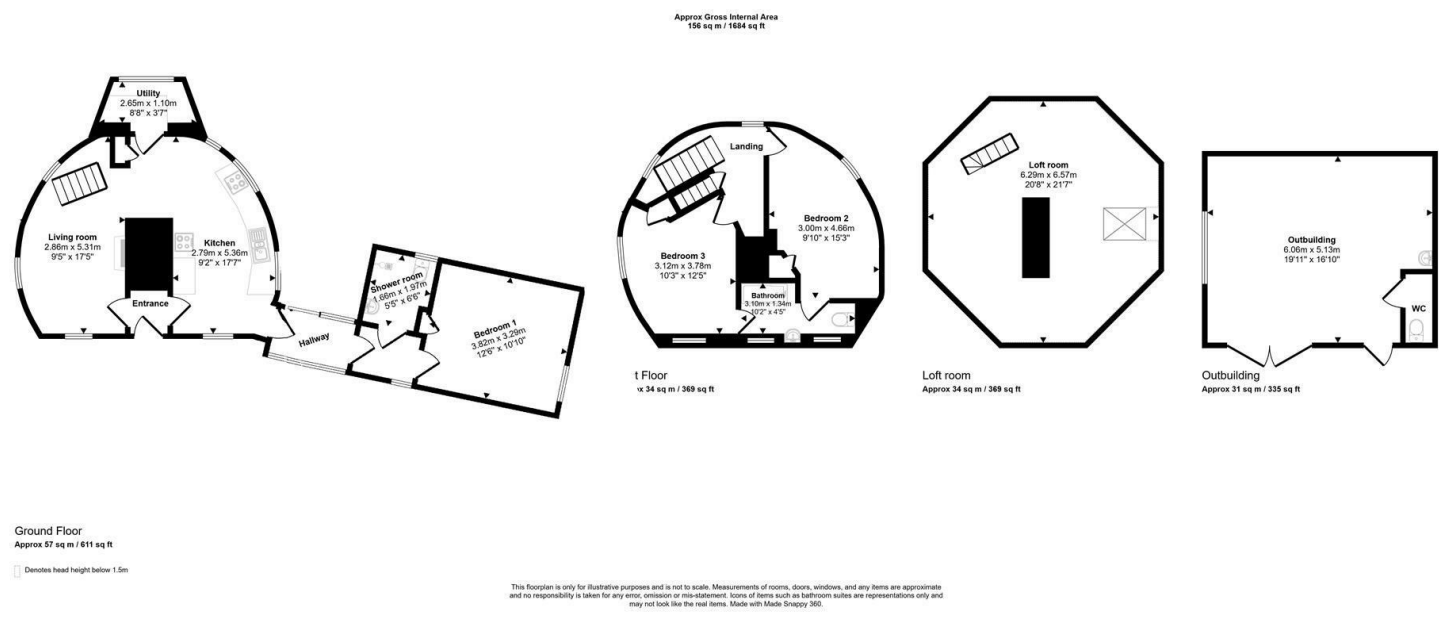 Approx Gross Internal Area
156 sq m / 1684 sq ft
Utility
2.65m x 1.10m
8'8" x 3'7"
Living room
2.86m x 5.31m
9'5" x 17'5"
Kitchen
2.79m x 5.36m
9'2" x 17'7"
Entrance
Hallway
Shower room
1.66m x 1.97m
5'5" x 6'6"
Bedroom 1
3.82m x 3.29m
12'6" x 10'10"
Ground Floor
Approx 57 sq m / 611 sq ft
Denotes head height below 1.5m
Landing
Bedroom 2
3.00m x 4.66m
9'10" x 15'3"
Bedroom 3
3.12m x 3.78m
10'3" x 12'5"
Bathroom
3.10m x 1.34m
10'2" x 4'5"
t Floor
x 34 sq m / 369 sq ft
Loft room
6.29m x 6.57m
20'8" x 21'7"
Loft room
Approx 34 sq m / 369 sq ft
Outbuilding
6.06m x 5.13m
19'11" x 16'10"
WC
Outbuilding
Approx 31 sq m / 335 sq ft
This floorplan is only for illustrative purposes and is not to scale. Measurements of rooms, doors, windows, and any items are approximate
and no responsibility is taken for any error, omission or mis-statement. Icons of items such as bathroom suites are representations only and
may not look like the real items. Made with Made Snappy 360.